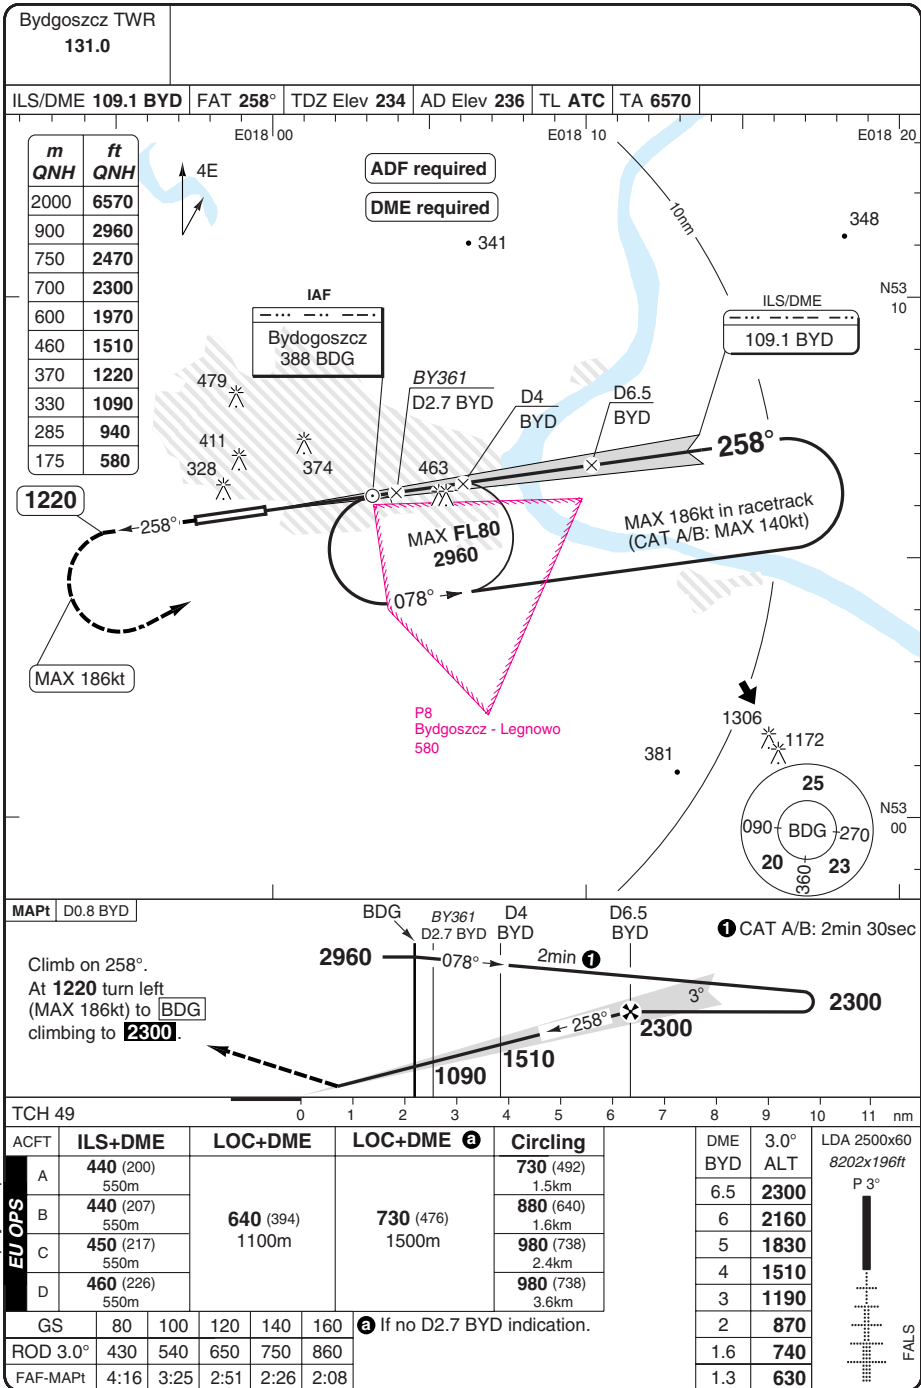 Bydgoszcz TWR
131.0
ILS/DME 109.1 BYD FAT 258° TDZ Elev 234 AD Elev 236 TL ATC TA 6570
E018 00 E018 10 E018 20
m ft
QNH QNH
2000 6570
900 2960
750 2470
700 2300
600 1970
460 1510
370 1220
330 1090
285 940
175 580
4E
ADF required
DME required
341
10nm
348
N53
10
IAF
Bydogoszcz
388 BDG
ILS/DME
109.1 BYD
BY361
D2.7 BYD
D4
BYD
D6.5
BYD
479
411
328
374
463
258°
1220
258°
MAX FL80
2960
MAX 186kt in racetrack
(CAT A/B: MAX 140kt)
078°
MAX 186kt
P8
Bydgoszcz - Legnowo
580
1306
1172
381
25
090 BDG 270
20 23
360
N53
00
MAPt D0.8 BYD
BDG
BY361
D2.7 BYD
D4
BYD
D6.5
BYD
1 CAT A/B: 2min 30sec
Climb on 258°.
At 1220 turn left
(MAX 186kt) to BDG
climbing to 2300.
2960
078°
2min 1
3°
2300
258°
2300
1510
1090
TCH 49
0 1 2 3 4 5 6 7 8 9 10 11 nm
ACFT ILS+DME LOC+DME LOC+DME a Circling
EU OPS
A 440 (200) 550m 730 (492) 1.5km
B 440 (207) 550m 880 (640) 1.6km
640 (394) 1100m
730 (476) 1500m
C 450 (217) 550m 980 (738) 2.4km
D 460 (226) 550m 980 (738) 3.6km
GS 80 100 120 140 160
ROD 3.0° 430 540 650 750 860
FAF-MAPt 4:16 3:25 2:51 2:26 2:08
a If no D2.7 BYD indication.
DME 3.0°
BYD ALT
6.5 2300
6 2160
5 1830
4 1510
3 1190
2 870
1.6 740
1.3 630
LDA 2500x60
8202x196ft
P 3°
FALS